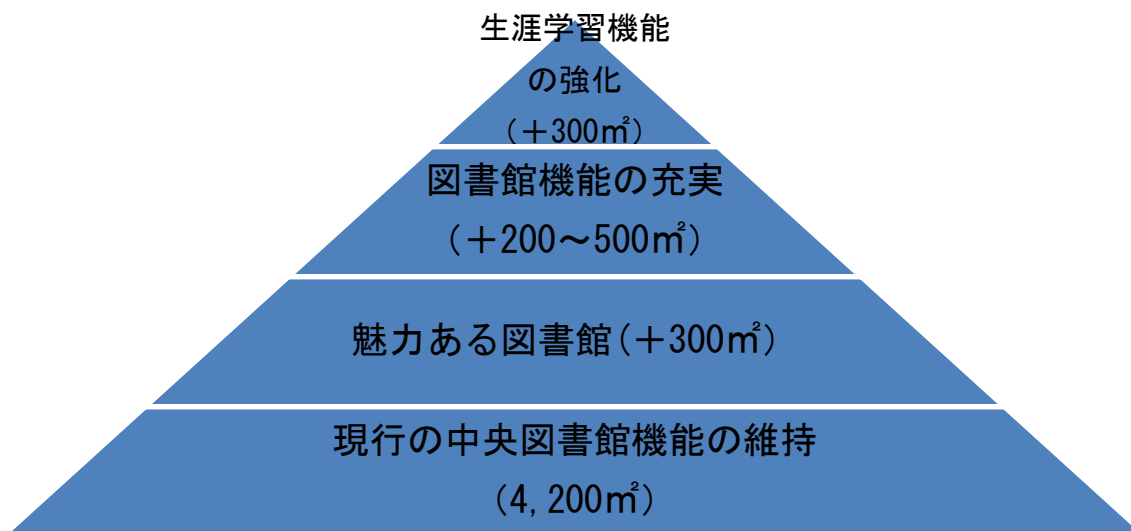 生涯学習機能
の強化
(＋300㎡)
図書館機能の充実
(＋200～500㎡)
魅力ある図書館(＋300㎡)
現行の中央図書館機能の維持
(4,200㎡)